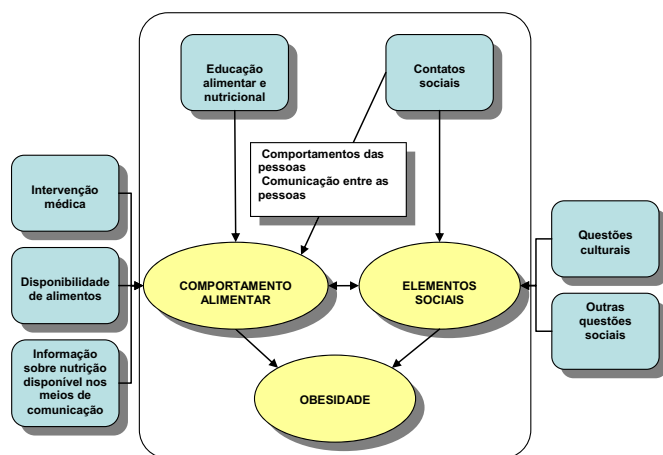 Educação
alimentar e
nutricional
Contatos
sociais
Comportamentos das
pessoas
Comunicação entre as
pessoas
Intervenção
médica
Disponibilidade
de alimentos
Informação
sobre nutrição
disponível nos
meios de
comunicação
COMPORTAMENTO
ALIMENTAR
ELEMENTOS
SOCIAIS
Questões
culturais
Outras
questões
sociais
OBESIDADE